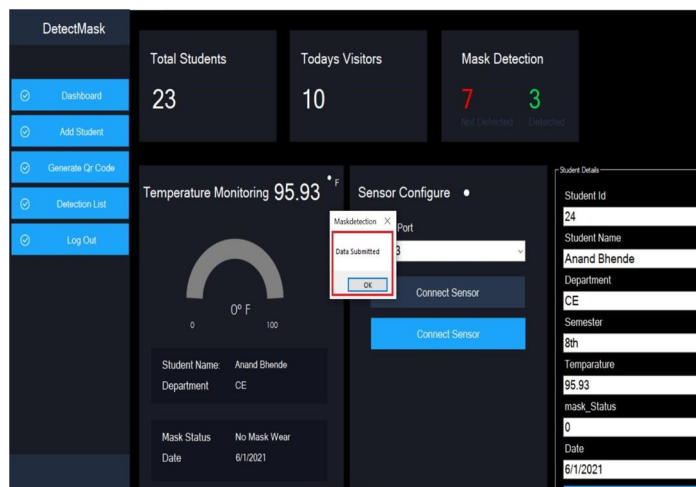 DetectMask
Dashboard
Add Student
Generate Qr Code
Detection List
Log Out
Total Students
23
Todays Visitors
10
Mask Detection
7 3
Not Detected Detected
Temperature Monitoring 95.93 ° F
0° F
0 100
Student Name: Anand Bhende
Department CE
Mask Status No Mask Wear
Date 6/1/2021
Sensor Configure
Port
3
Connect Sensor
Connect Sensor
Maskdetection
Data Submitted
OK
Student Details
Student Id
24
Student Name
Anand Bhende
Department
CE
Semester
8th
Temparature
95.93
mask_Status
0
Date
6/1/2021